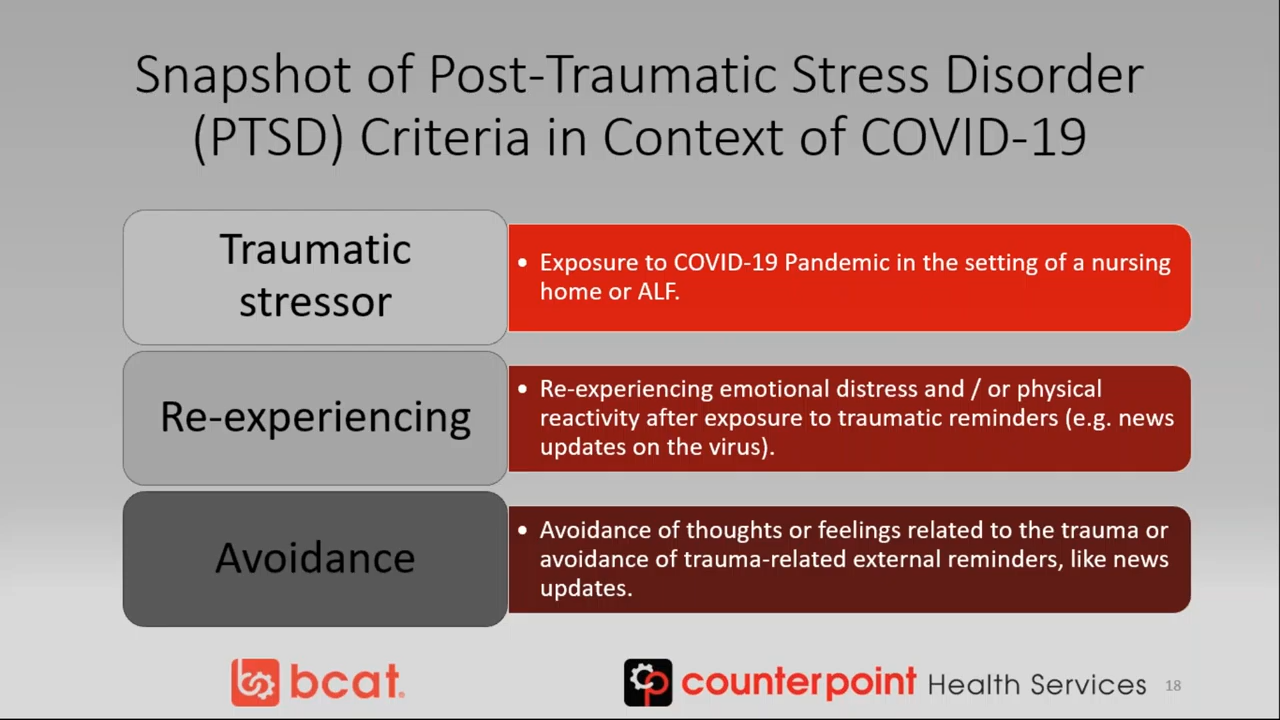 Snapshot of Post-Traumatic Stress Disorder
(PTSD) Criteria in Context of COVID-19
Traumatic
stressor
• Exposure to COVID-19 Pandemic in the setting of a nursing
home or ALF.
Re-experiencing
• Re-experiencing emotional distress and / or physical
reactivity after exposure to traumatic reminders (e.g. news
updates on the virus).
Avoidance
• Avoidance of thoughts or feelings related to the trauma or
avoidance of trauma-related external reminders, like news
updates.
bcat.
counterpoint Health Services 18